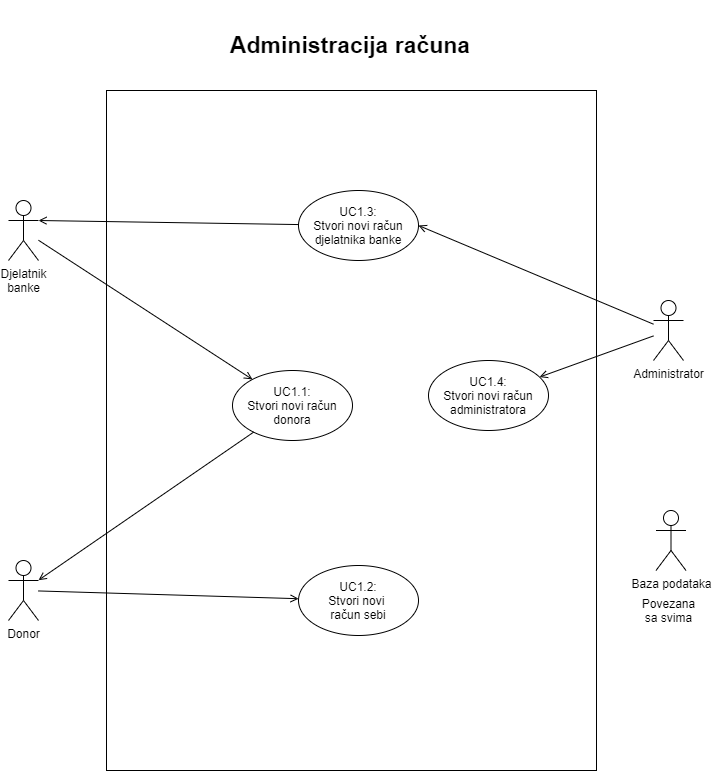 Administracija računa
UC1.3:
Stvori novi račun
djelatnika banke
Djelatnik
banke
Administrator
UC1.1:
Stvori novi račun
donora
UC1.4:
Stvori novi račun
administratora
Baza podataka
Povezana
sa svima
UC1.2:
Stvori novi
račun sebi
Donor